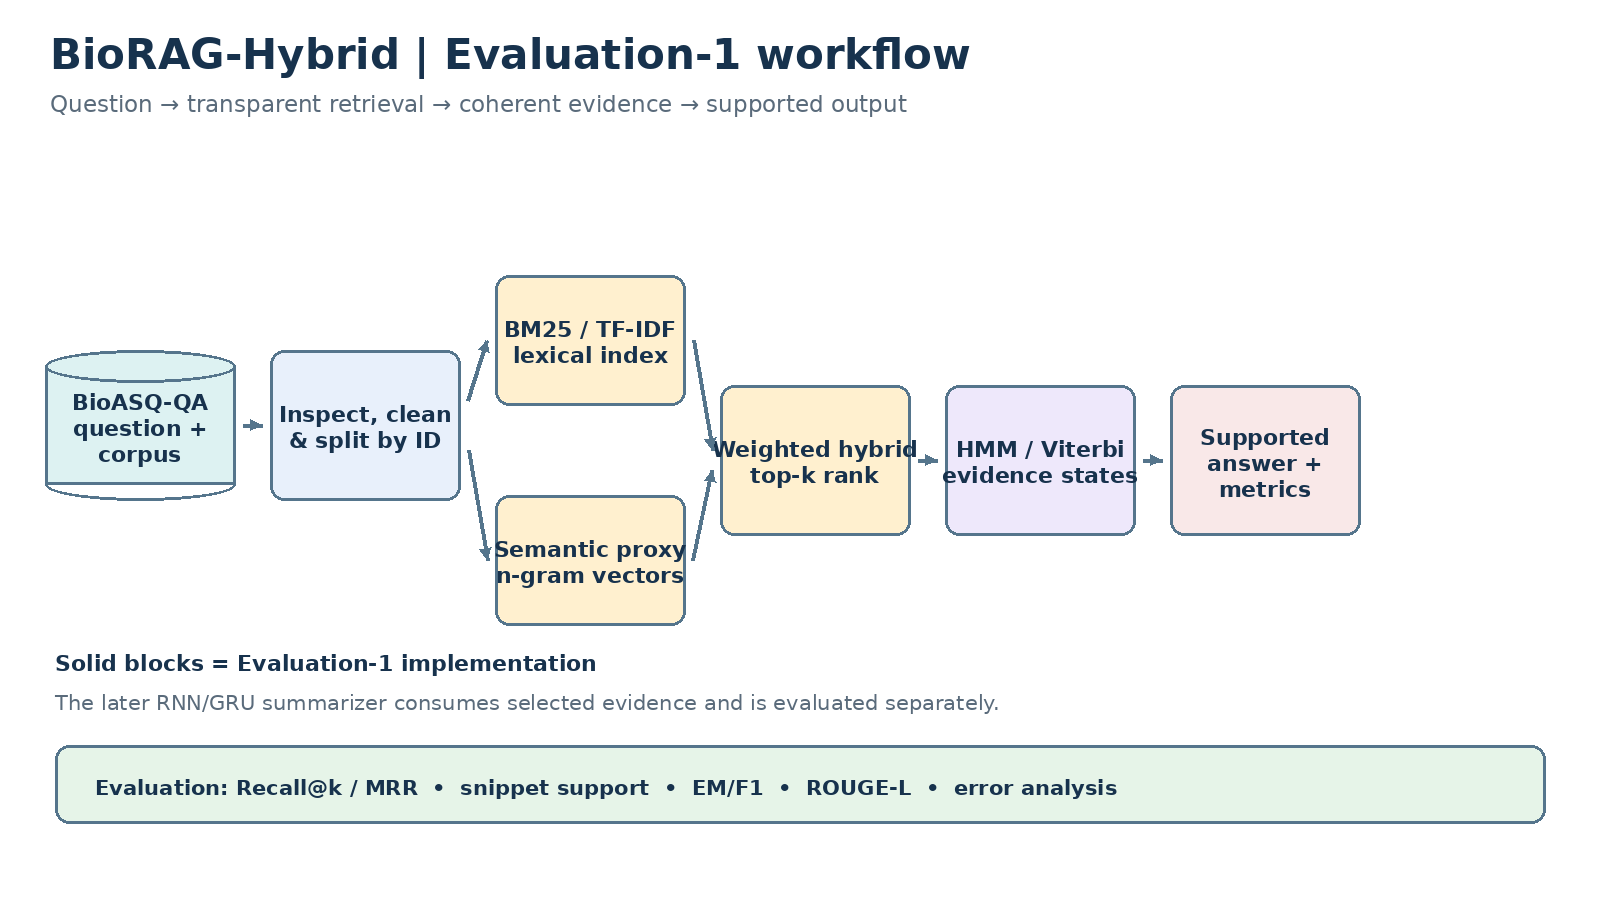 BioRAG-Hybrid | Evaluation-1 workflow
Question → transparent retrieval → coherent evidence → supported output
BioASQ-QA
question +
corpus
Inspect, clean
& split by ID
BM25 / TF-IDF
lexical index
Semantic proxy
n-gram vectors
Weighted hybrid
top-k rank
HMM / Viterbi
evidence states
Supported
answer +
metrics
Solid blocks = Evaluation-1 implementation
The later RNN/GRU summarizer consumes selected evidence and is evaluated separately.
Evaluation: Recall@k / MRR • snippet support • EM/F1 • ROUGE-L • error analysis